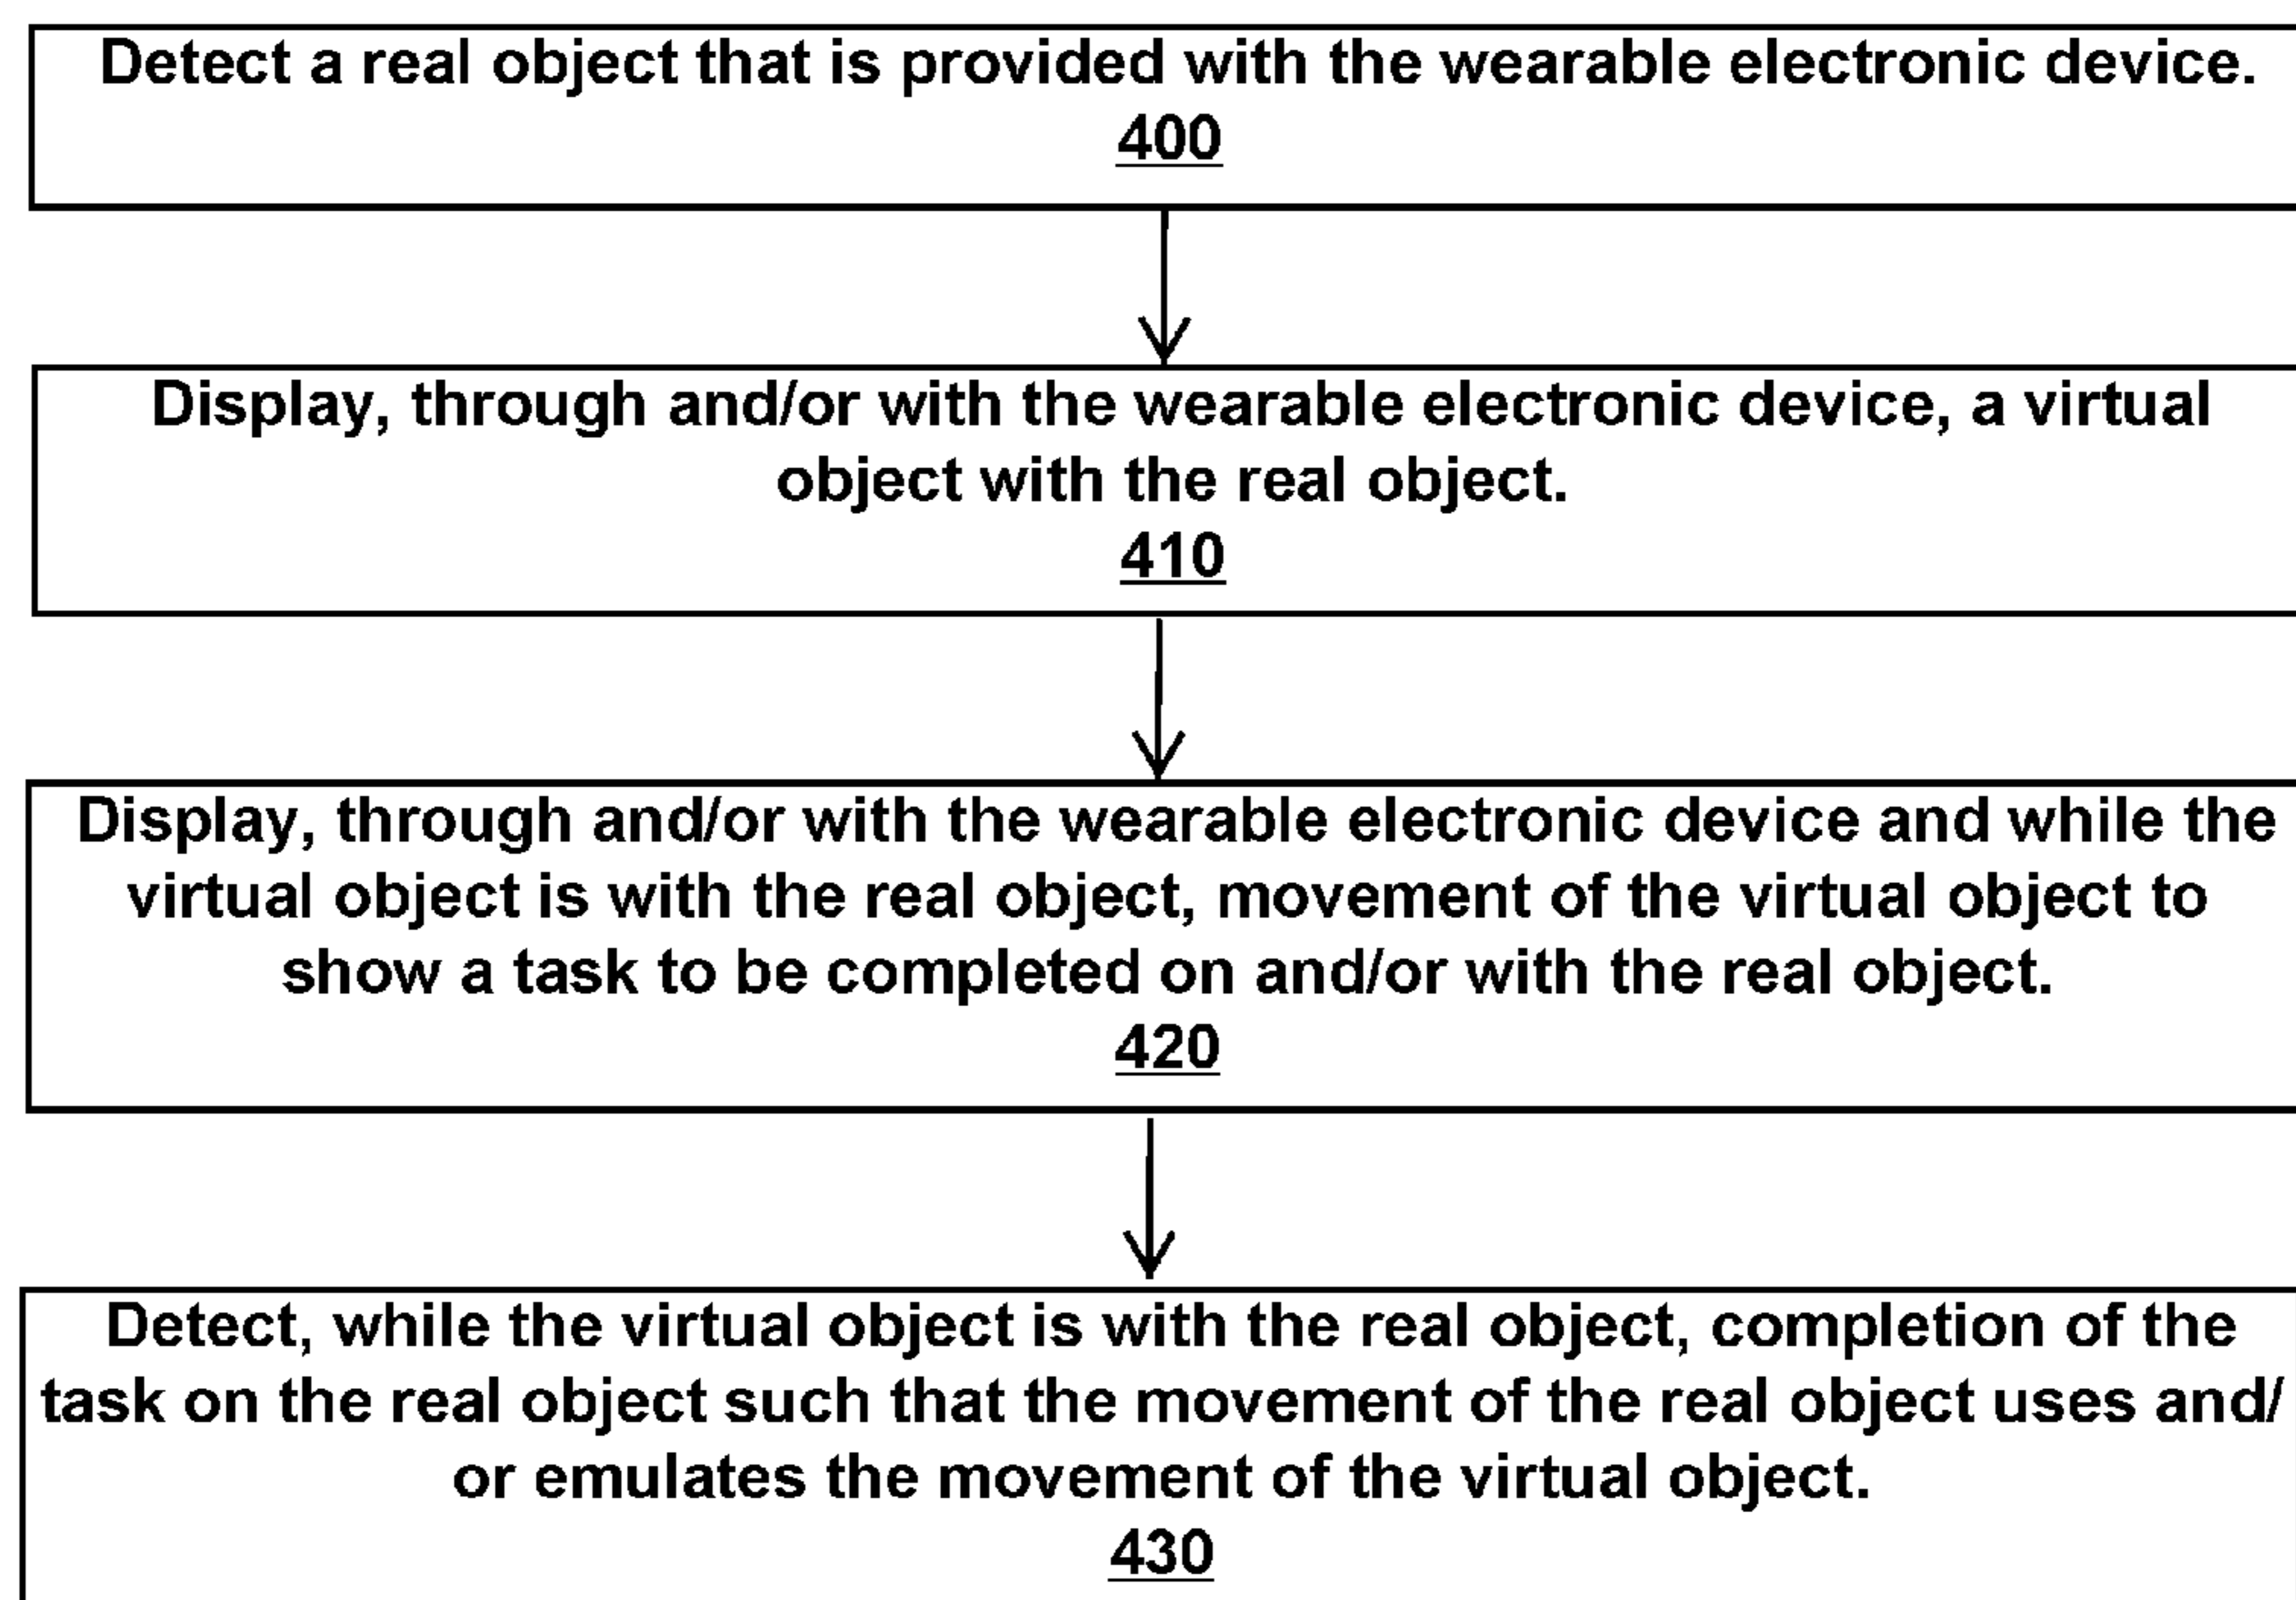 Detect a real object that is provided with the wearable electronic device.
400
Display, through and/or with the wearable electronic device, a virtual
object with the real object.
410
Display, through and/or with the wearable electronic device and while the
virtual object is with the real object, movement of the virtual object to
show a task to be completed on and/or with the real object.
420
Detect, while the virtual object is with the real object, completion of the
task on the real object such that the movement of the real object uses and/
or emulates the movement of the virtual object.
430